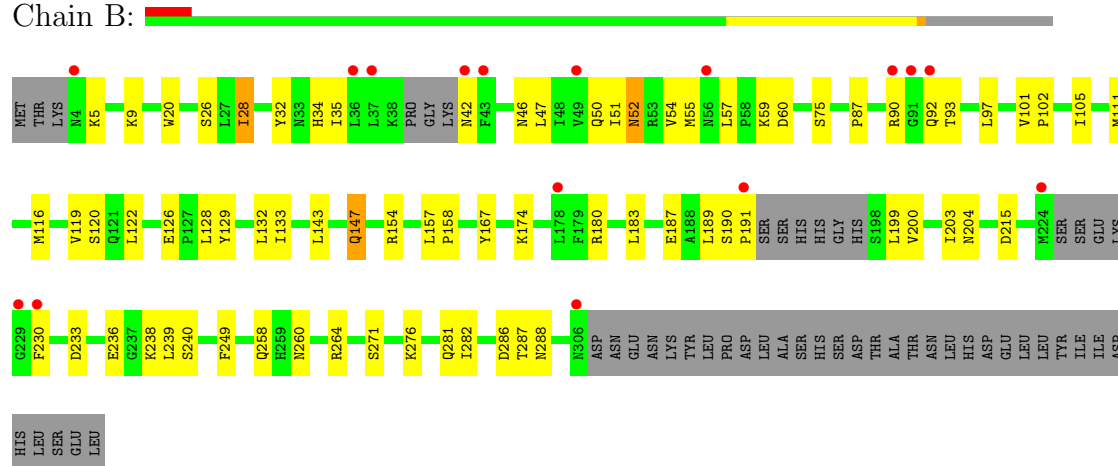 Chain B:
MET THR LYS N4 K5 K9 W20 S26 L27 I28 Y32 N33 H34 I35 L36 L37 K38 PRO GLY LYS N42 F43 N46 L47 I48 V49 Q50 I51 N52 R53 V54 M55 N56 L57 P58 K59 D60 S75 P87 R90 G91 Q92 T93 L97 V101 P102 I105 M111
M116 V119 S120 Q121 L122 E126 P127 L128 Y129 L132 I133 L143 Q147 R154 L157 P158 Y167 K174 L178 F179 R180 L183 E187 A188 L189 S190 P191 SER SER HIS HIS GLY HIS S198 L199 V200 I203 N204 D215 M224 SER SER GLU LYS
G229 F230 D233 E236 G237 K238 L239 S240 F249 Q258 H259 N260 R264 S271 K276 Q281 I282 D286 T287 N288 N306 ASP ASN GLU ASN LYS TYR LEU PRO ASP LEU ALA SER HIS SER ASP THR ALA THR ASN LEU HIS ASP GLU LEU LEU TYR ILE ILE ASP
HIS LEU SER GLU LEU